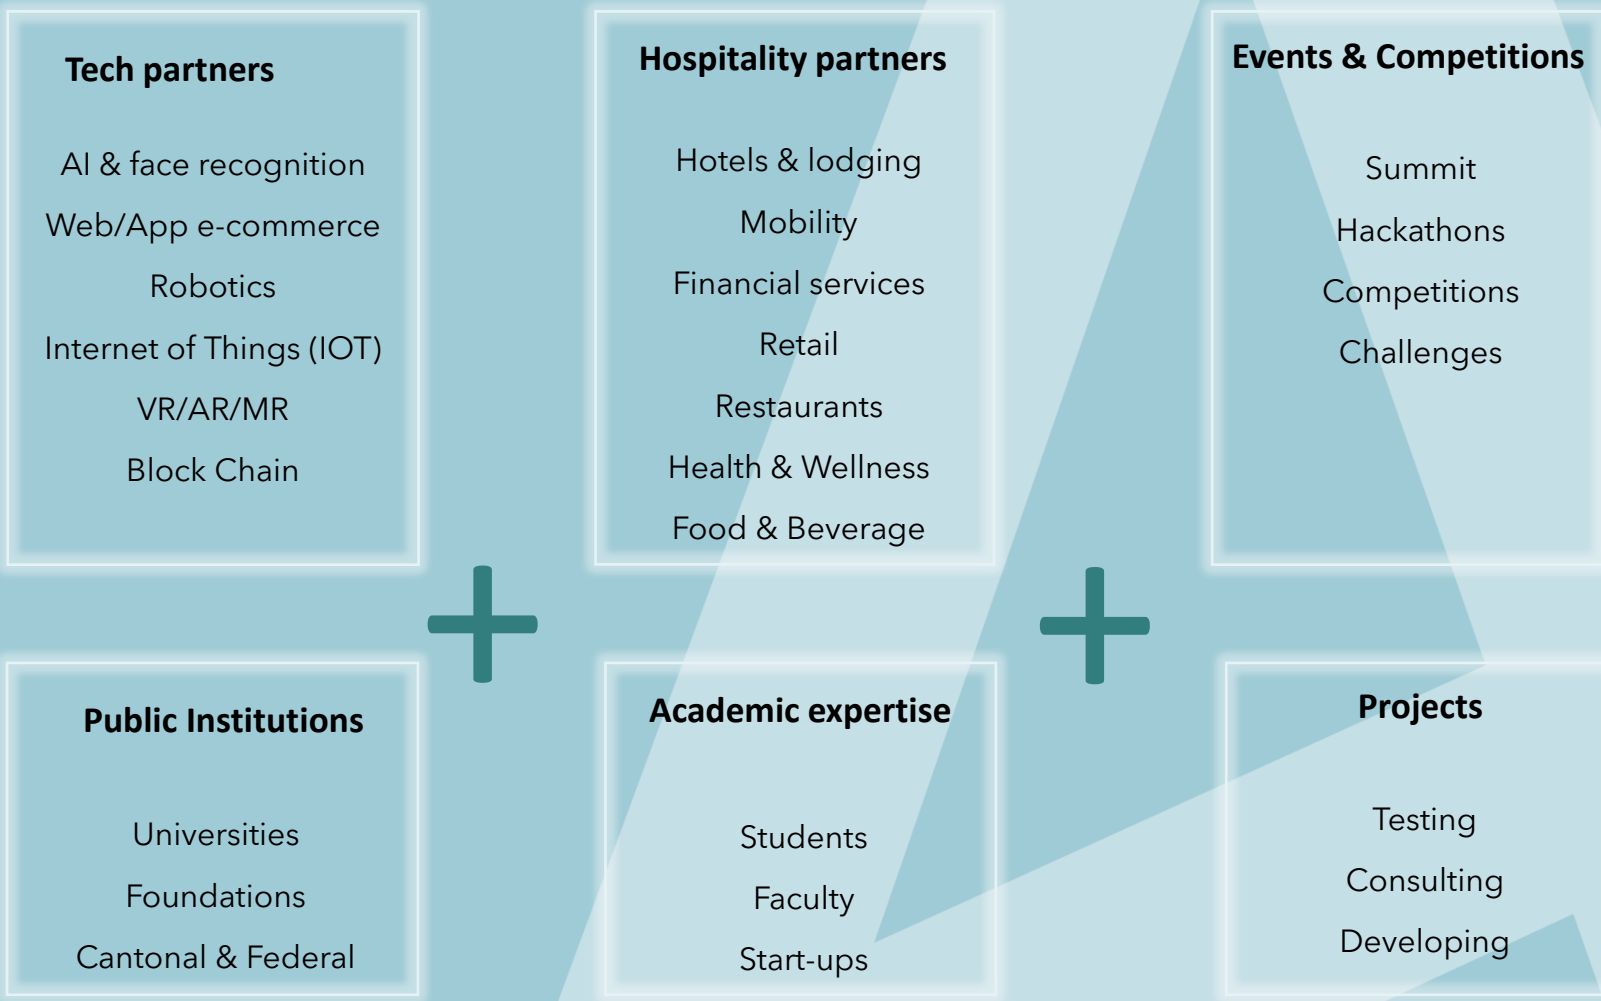 Tech partners
AI & face recognition
Web/App e-commerce
Robotics
Internet of Things (IOT)
VR/AR/MR
Block Chain
Hospitality partners
Hotels & lodging
Mobility
Financial services
Retail
Restaurants
Health & Wellness
Food & Beverage
Events & Competitions
Summit
Hackathons
Competitions
Challenges
Public Institutions
Universities
Foundations
Cantonal & Federal
Academic expertise
Students
Faculty
Start-ups
Projects
Testing
Consulting
Developing